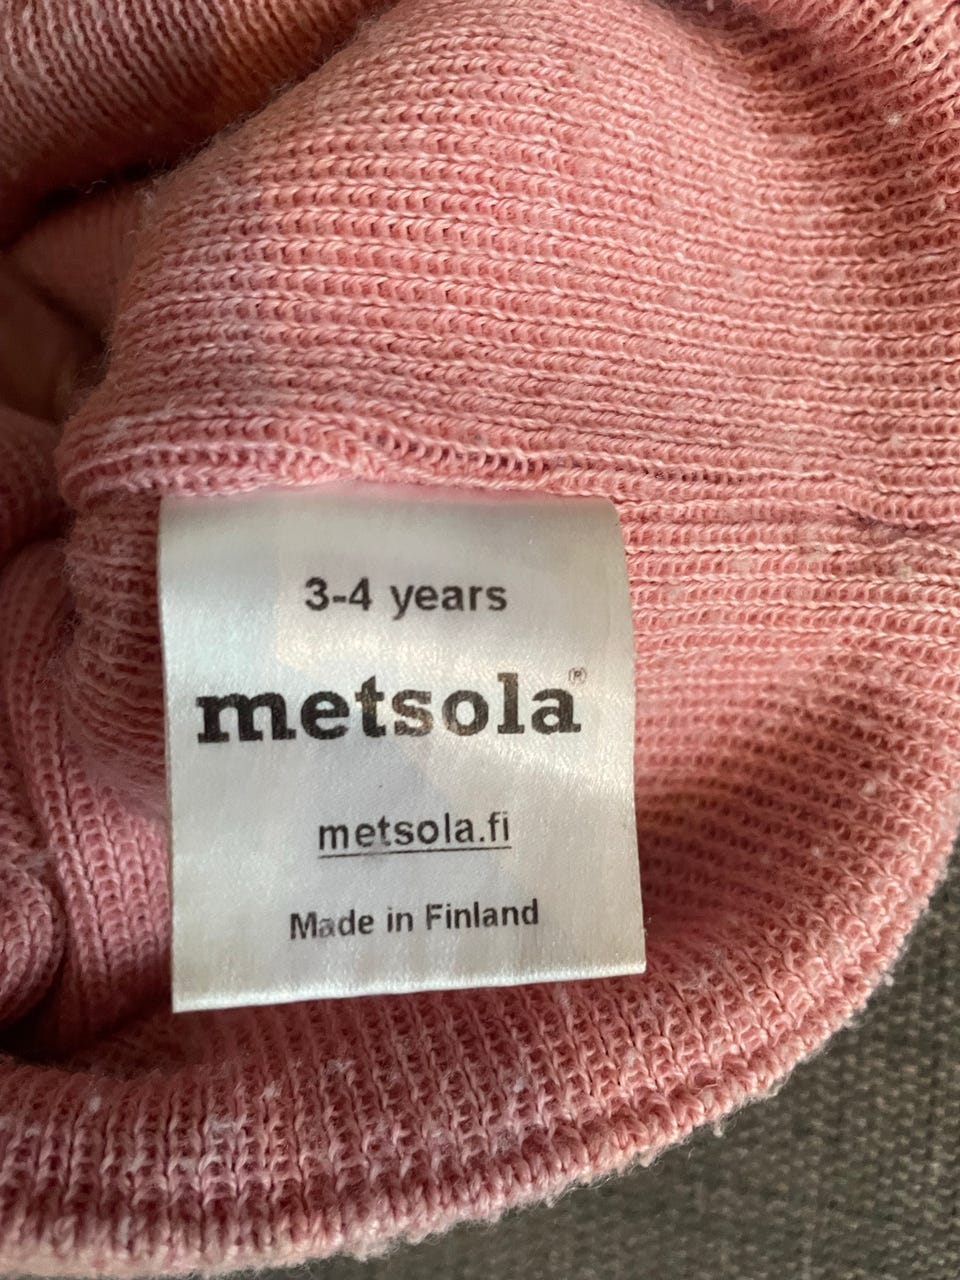 3-4 years
metsola®
metsola.fi
Made in Finland